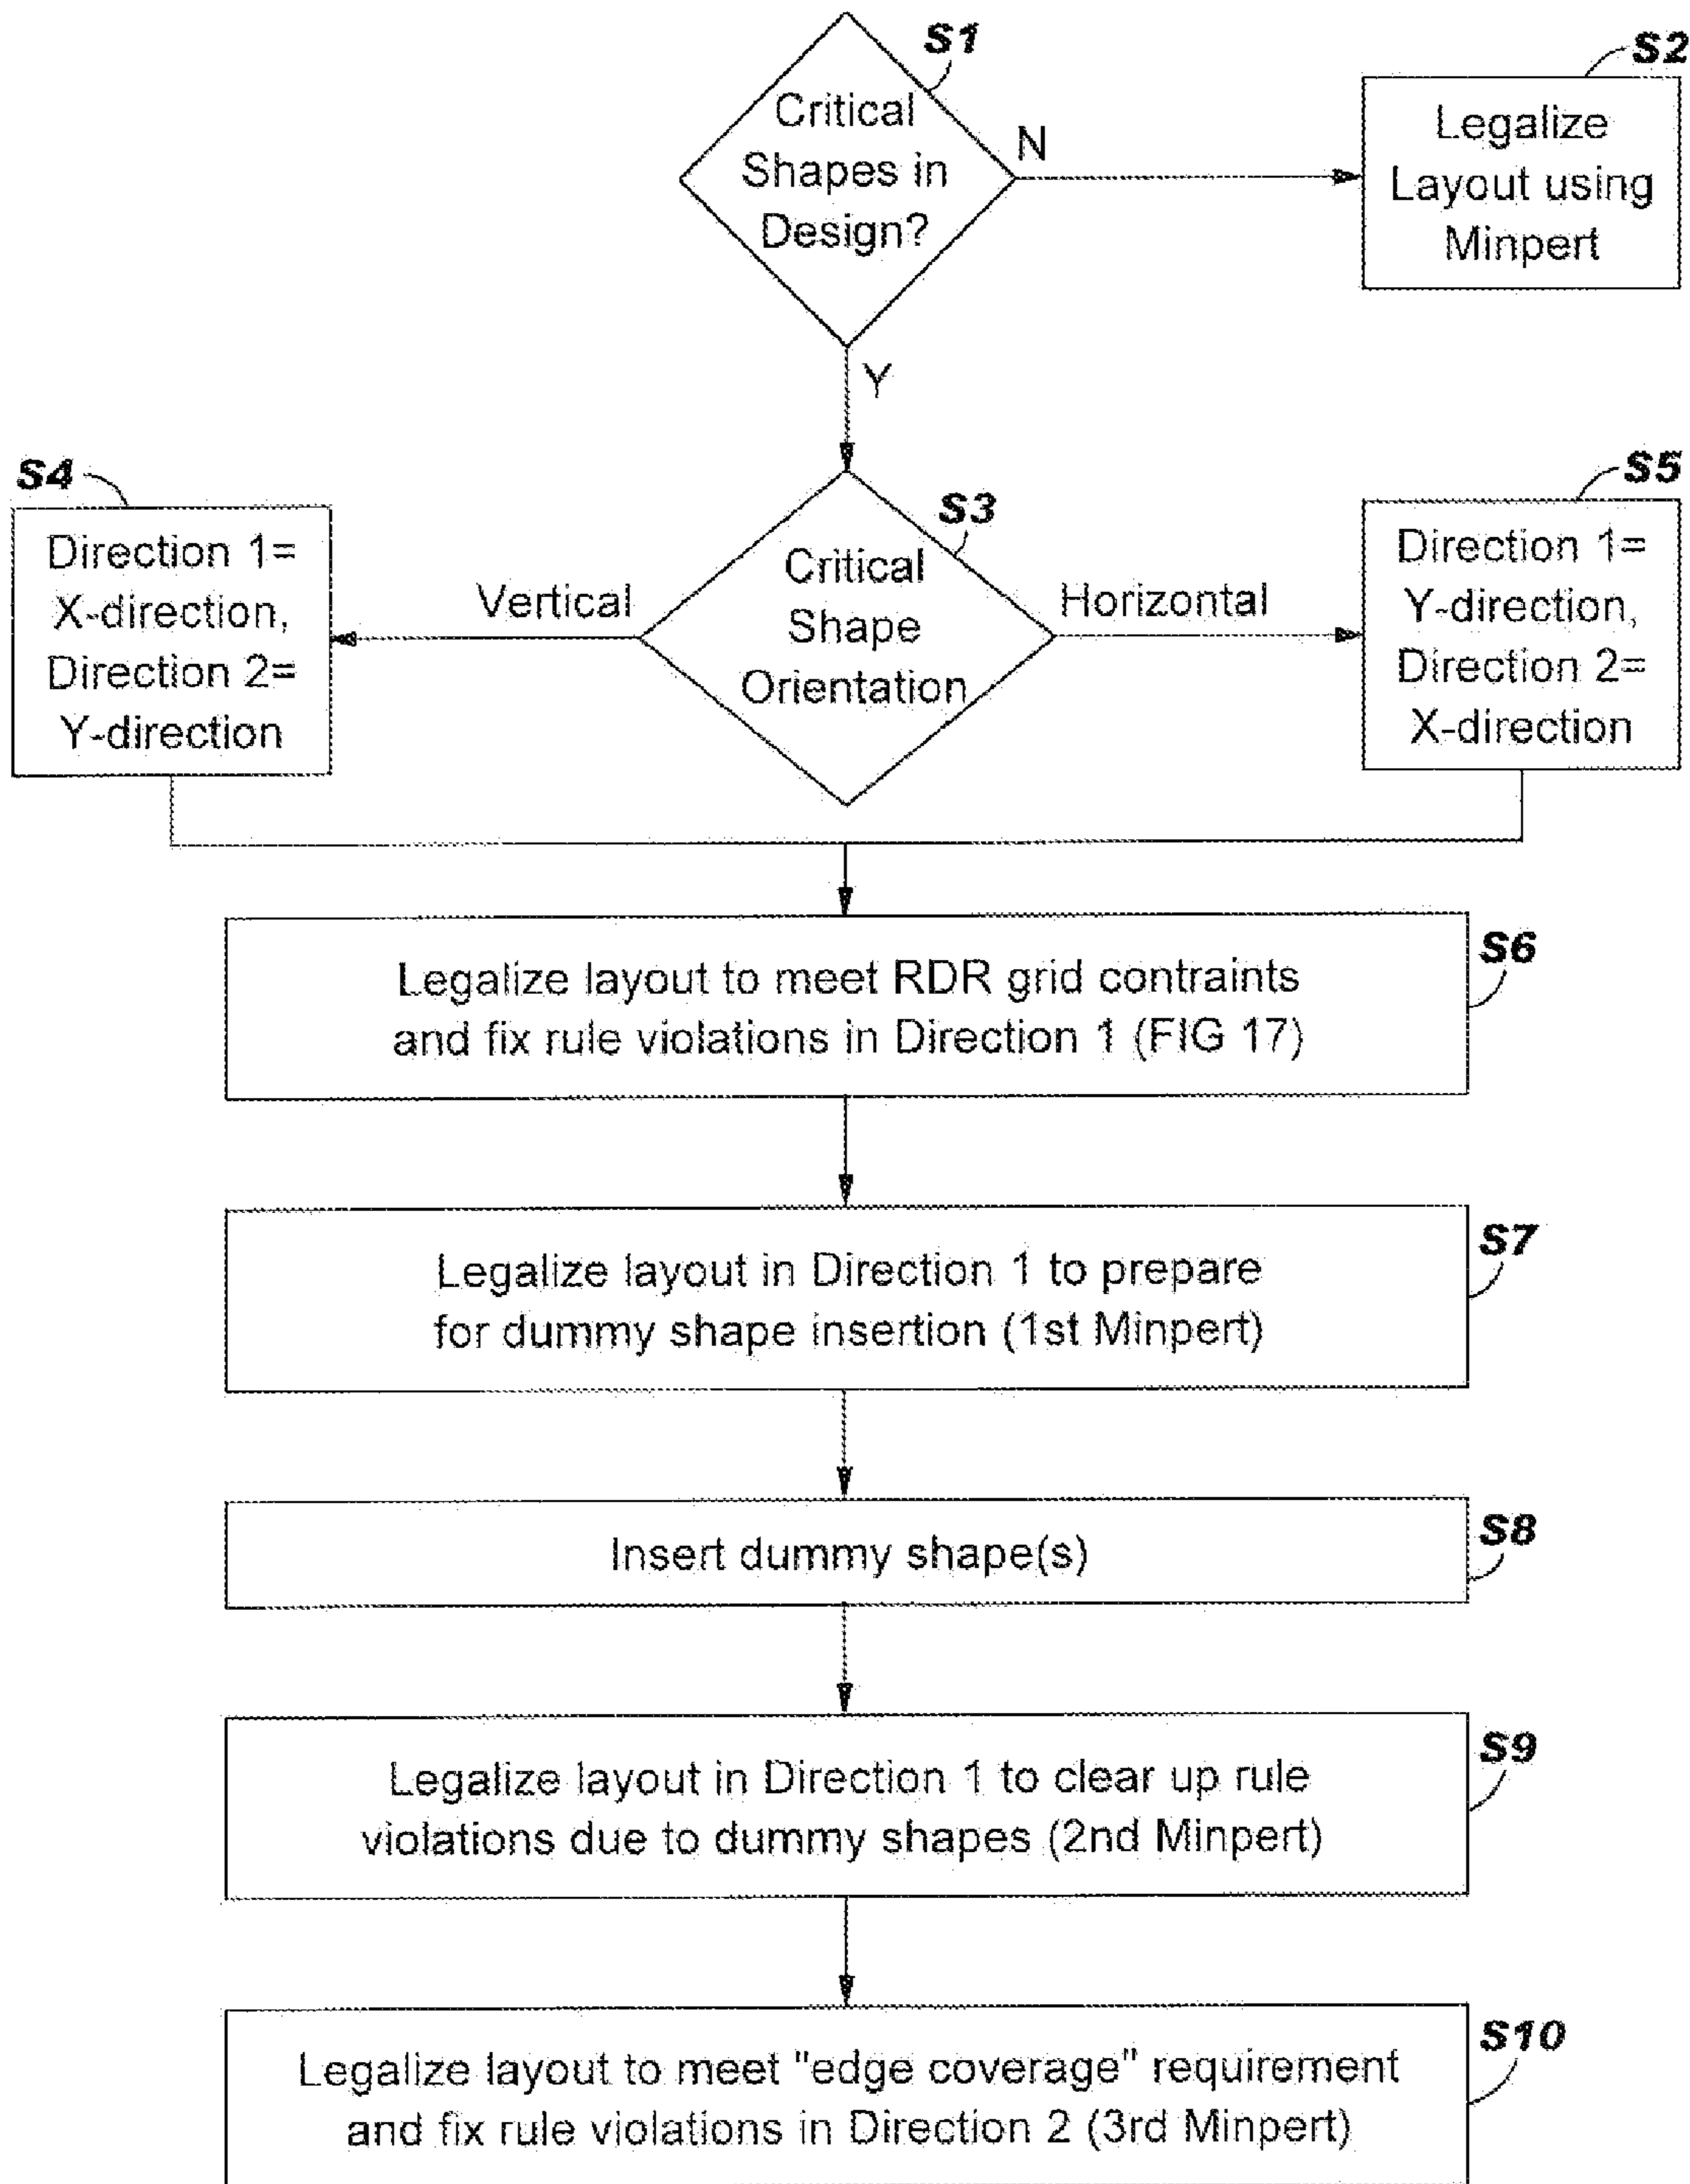 S1
Critical
Shapes in
Design?
N
S2
Legalize
Layout using
Minpert
Y
S4
Direction 1=
X-direction,
Direction 2=
Y-direction
Vertical
S3
Critical
Shape
Orientation
Horizontal
S5
Direction 1=
Y-direction,
Direction 2=
X-direction
S6
Legalize layout to meet RDR grid contraints
and fix rule violations in Direction 1 (FIG 17)
S7
Legalize layout in Direction 1 to prepare
for dummy shape insertion (1st Minpert)
S8
Insert dummy shape(s)
S9
Legalize layout in Direction 1 to clear up rule
violations due to dummy shapes (2nd Minpert)
S10
Legalize layout to meet "edge coverage" requirement
and fix rule violations in Direction 2 (3rd Minpert)